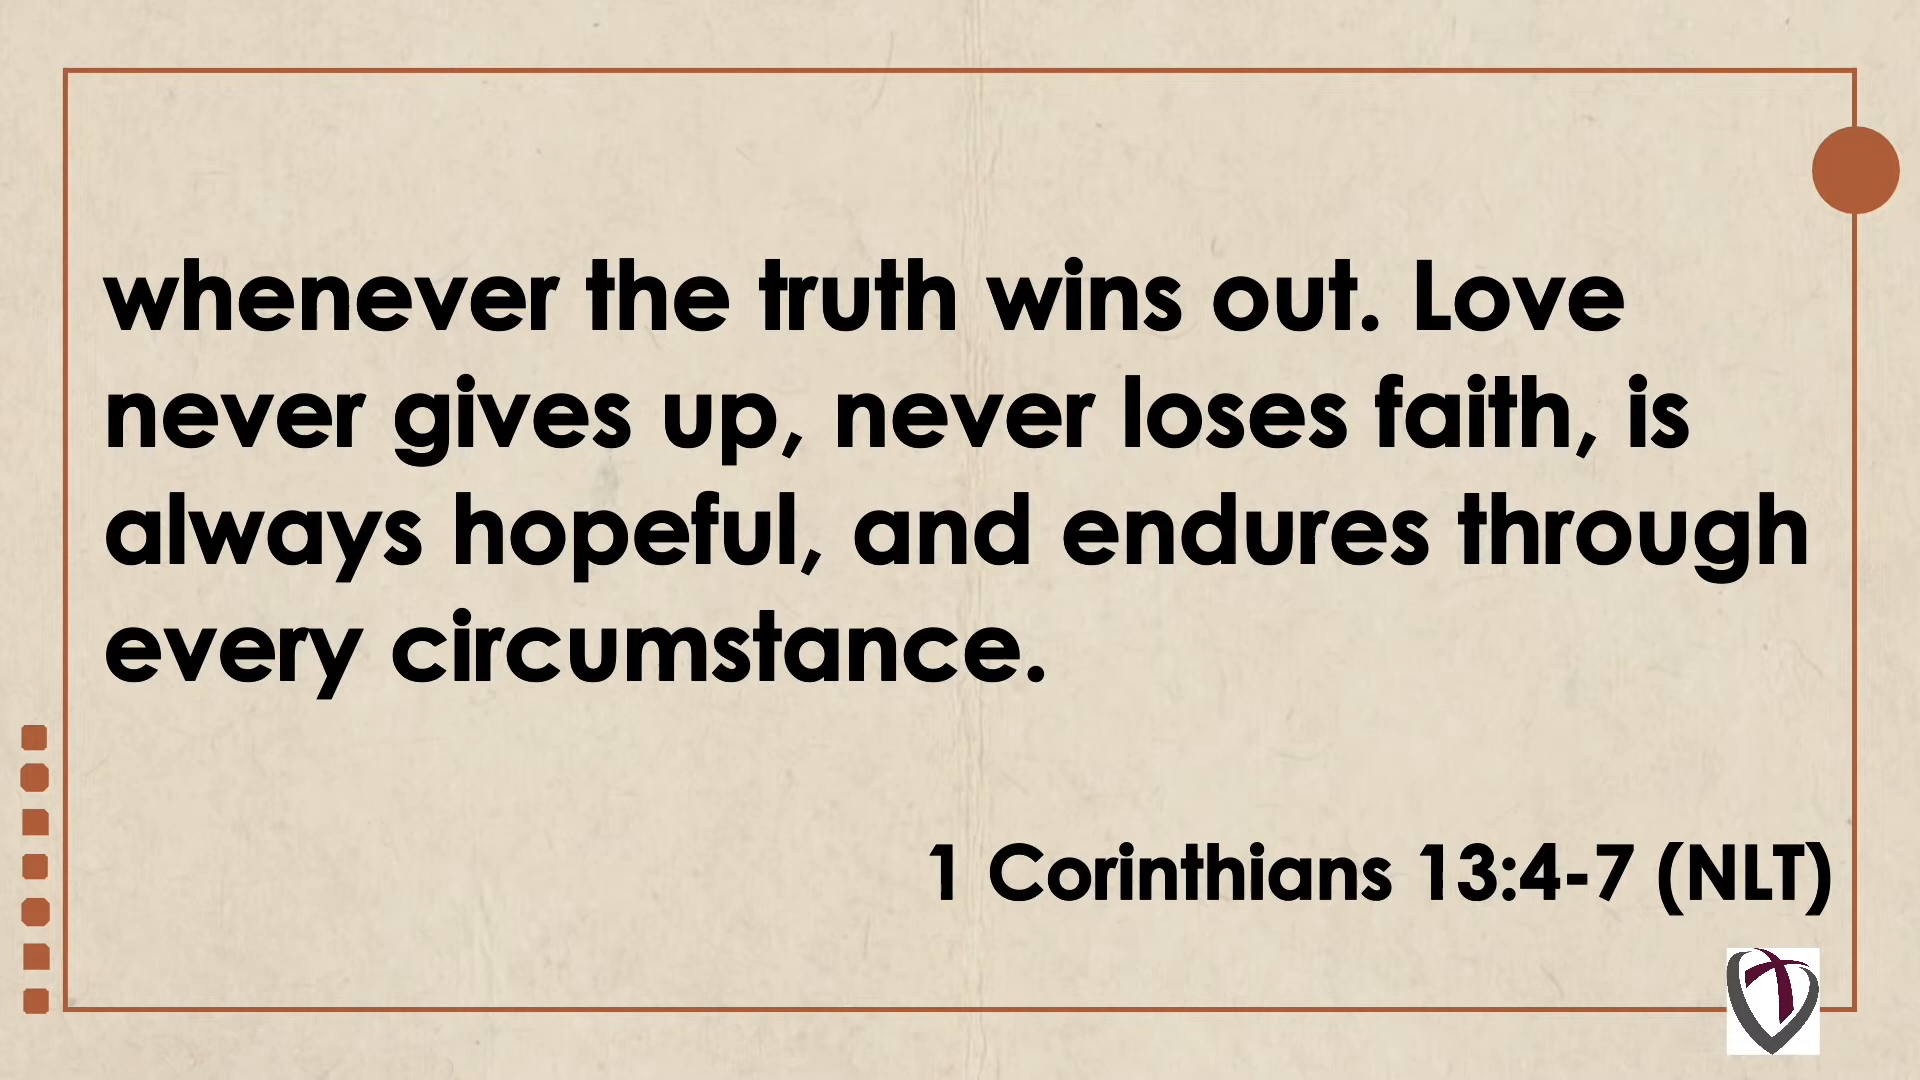 whenever the truth wins out. Love
never gives up, never loses faith, is
always hopeful, and endures through
every circumstance.
1 Corinthians 13:4-7 (NLT)